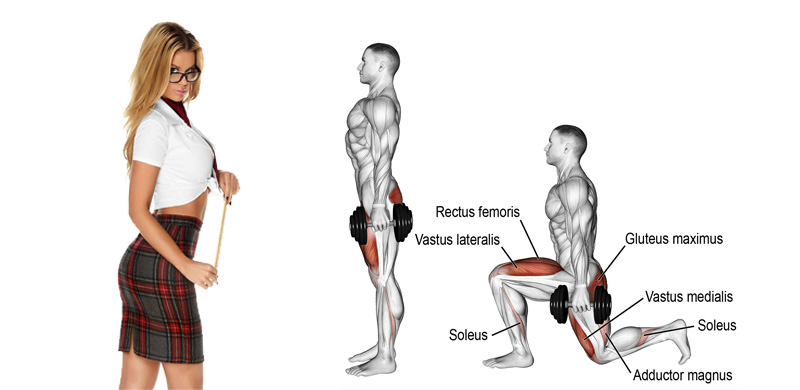 Rectus femoris
Vastus lateralis
Gluteus maximus
Vastus medialis
Soleus
Soleus
Adductor magnus